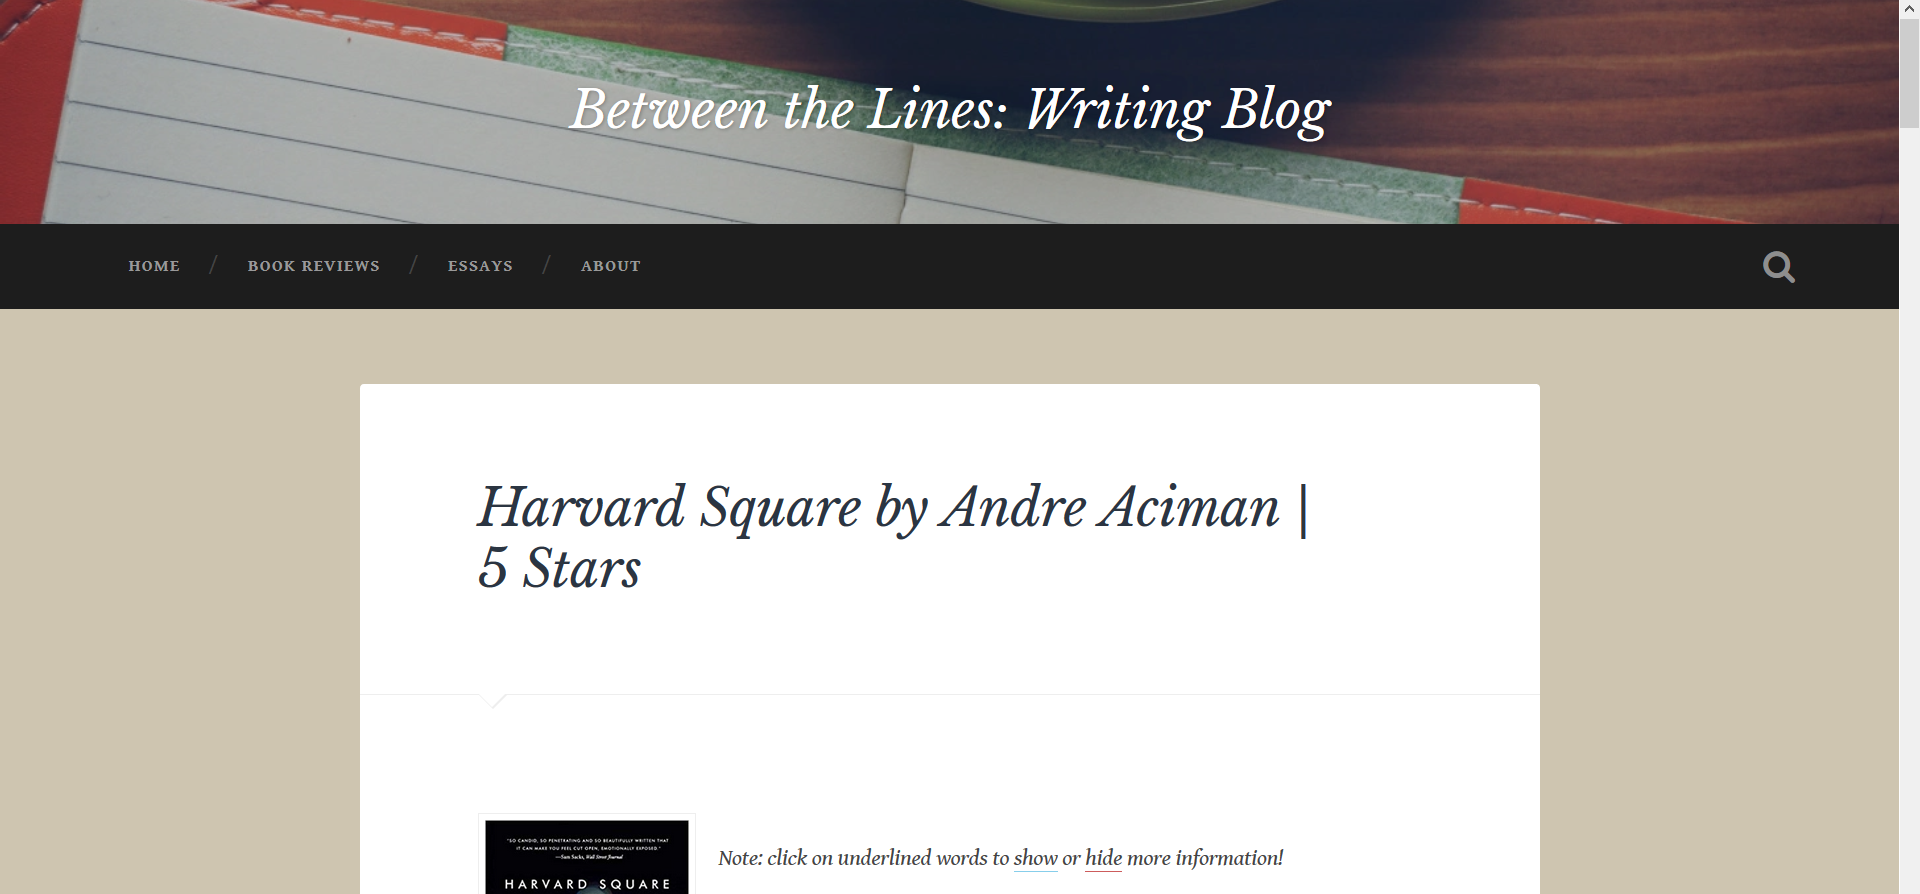 Between the Lines: Writing Blog
HOME / BOOK REVIEWS / ESSAYS / ABOUT
Harvard Square by Andre Aciman |
5 Stars
"SO CANDID, SO PENETRATING AND SO BEAUTIFULLY WRITTEN THAT
IT CAN MAKE YOU FEEL CUT OPEN, EMOTIONALLY EXPOSED."
—Sam Sacks, Wall Street Journal
HARVARD SQUARE
Note: click on underlined words to show or hide more information!